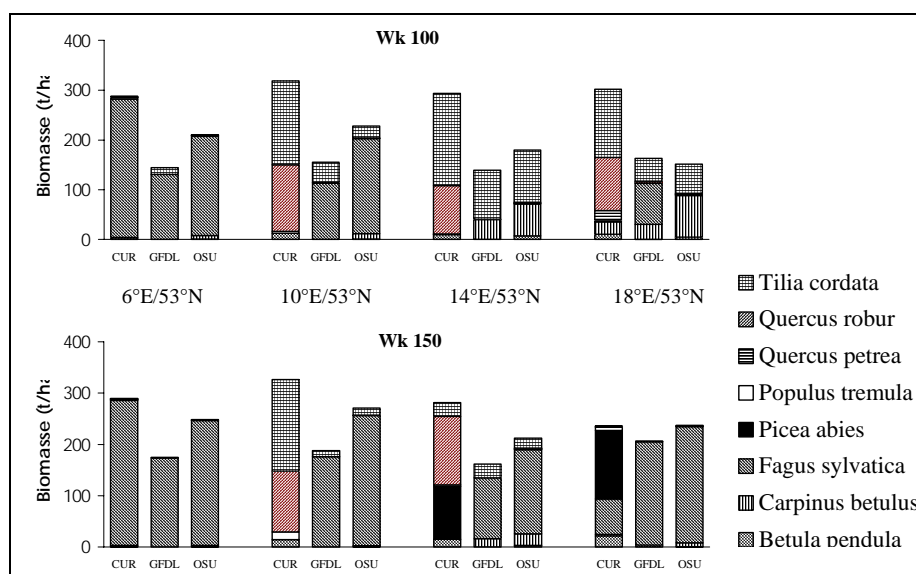 Wk 100
Biomasse (t/ha
400
300
200
100
0
CUR GFDL OSU CUR GFDL OSU CUR GFDL OSU CUR GFDL OSU
6°E/53°N 10°E/53°N 14°E/53°N 18°E/53°N
Wk 150
Biomasse (t/ha
400
300
200
100
0
CUR GFDL OSU CUR GFDL OSU CUR GFDL OSU CUR GFDL OSU
Tilia cordata
Quercus robur
Quercus petrea
Populus tremula
Picea abies
Fagus sylvatica
Carpinus betulus
Betula pendula